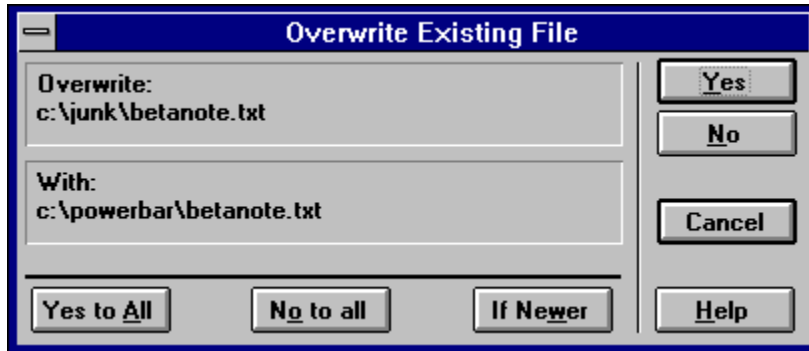 Overwrite Existing File
Overwrite:
c:\junk\betanote.txt
With:
c:\powerbar\betanote.txt
Yes
No
Cancel
Yes to All
No to all
If Newer
Help